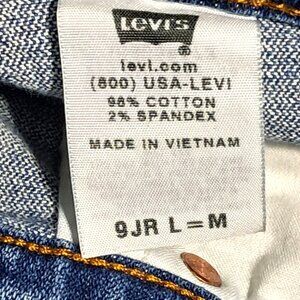 LEVI'S
®
levi.com
(800) USA-LEVI
98% COTTON
2% SPANDEX
MADE IN VIETNAM
9JR L=M